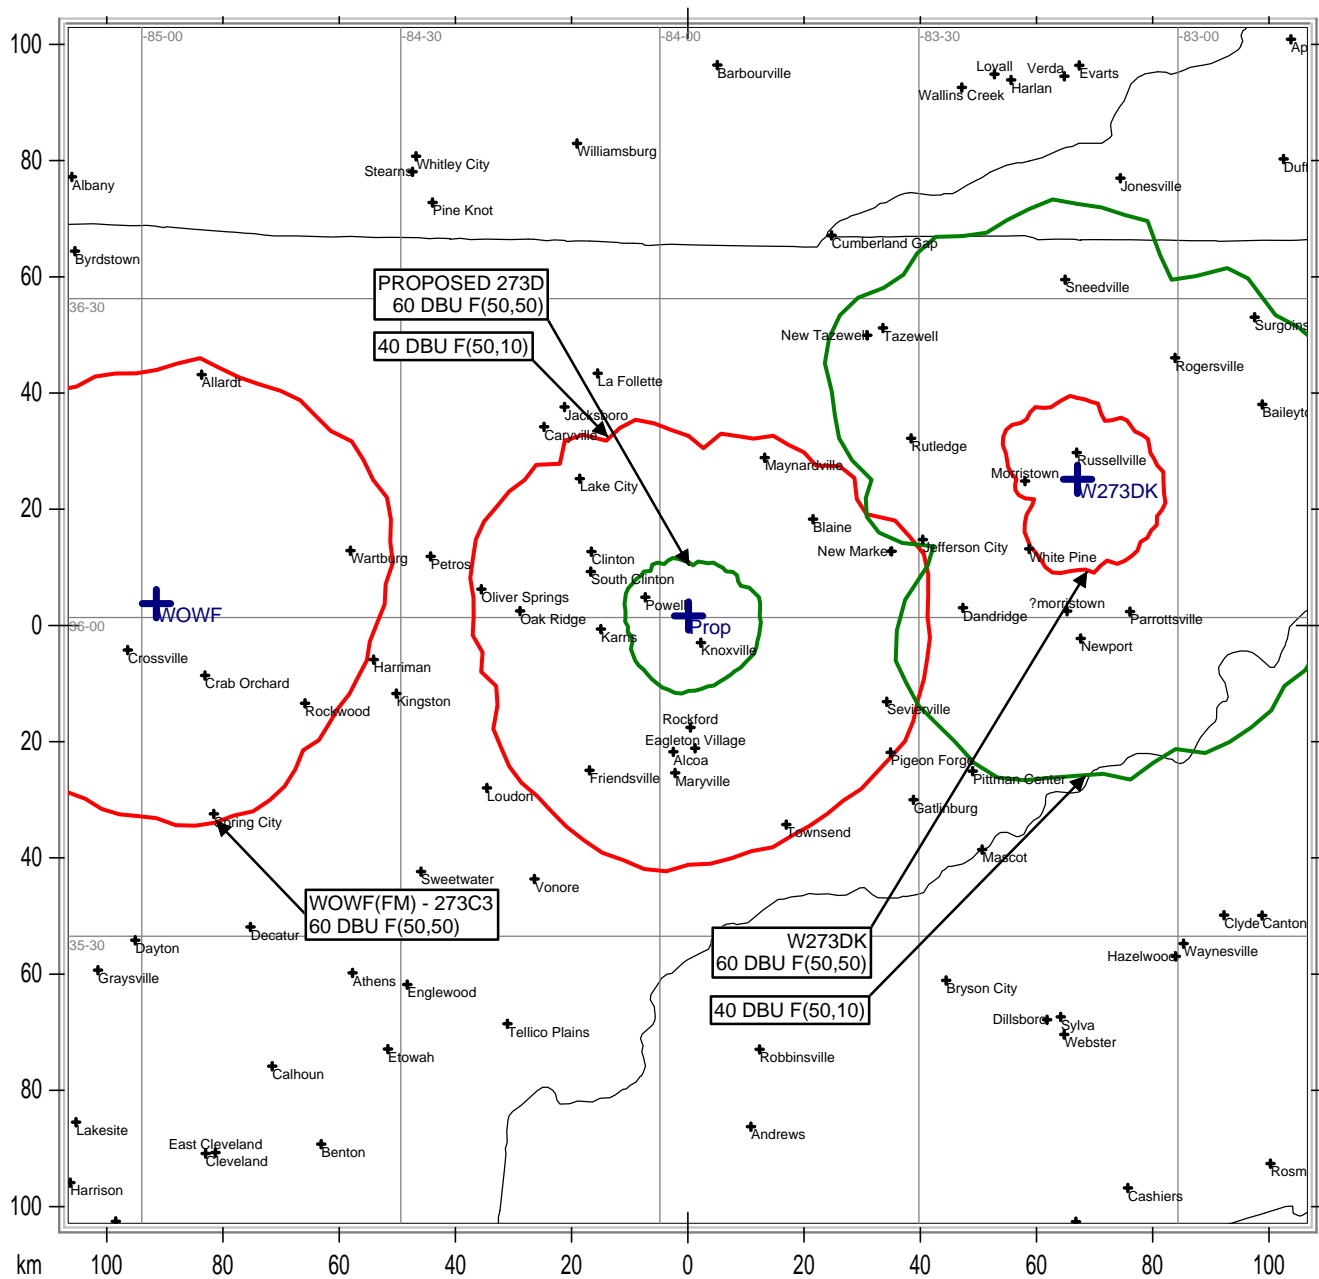 100
-85-00
-84-30
-84-00
-83-30
-83-00
Ap
Barbourville
Loyall
Verda
Evarts
Harlan
Wallins Creek
80
Williamsburg
Whitley City
Stearns
Albany
Pine Knot
Jonesville
Duff
60
Byrdstown
Cumberland Gap
PROPOSED 273D
60 DBU F(50,50)
Sneedville
36-30
40 DBU F(50,10)
New Tazewell
Tazewell
Surgoins
Rogersville
40
Allardt
La Follette
Jacksboro
Caryville
Baileyto
Rutledge
Maynardville
Russellville
Morristown
W273DK
20
Lake City
Blaine
Wartburg
Petros
Clinton
New Market
Jefferson City
White Pine
South Clinton
WOWF
Oliver Springs
Powell
Oak Ridge
Dandridge
?morristown
Parrottsville
0
36-00
Karns
Prop
Knoxville
Newport
Crossville
Harriman
Crab Orchard
Kingston
Rockwood
Sevierville
Rockford
20
Eagleton Village
Alcoa
Pigeon Forge
Friendsville
Maryville
Pittman Center
Loudon
Gatlinburg
Spring City
Townsend
40
Mascot
Sweetwater
Vonore
WOWF(FM) - 273C3
60 DBU F(50,50)
Clyde
Canton
Decatur
35-30
Dayton
W273DK
60 DBU F(50,50)
Waynesville
Hazelwood
60
Graysville
Athens
Englewood
Bryson City
40 DBU F(50,10)
Tellico Plains
Dillsboro
Sylva
Webster
Etowah
Robbinsville
Calhoun
80
Lakesite
Andrews
East Cleveland
Cleveland
Benton
Rosm
Harrison
Cashiers
100
km
100
80
60
40
20
0
20
40
60
80
100